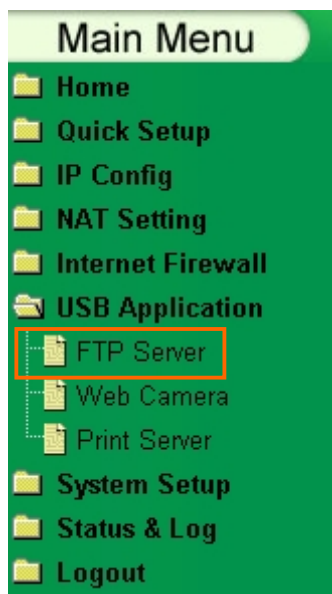 Main Menu
Home
Quick Setup
IP Config
NAT Setting
Internet Firewall
USB Application
FTP Server
Web Camera
Print Server
System Setup
Status & Log
Logout